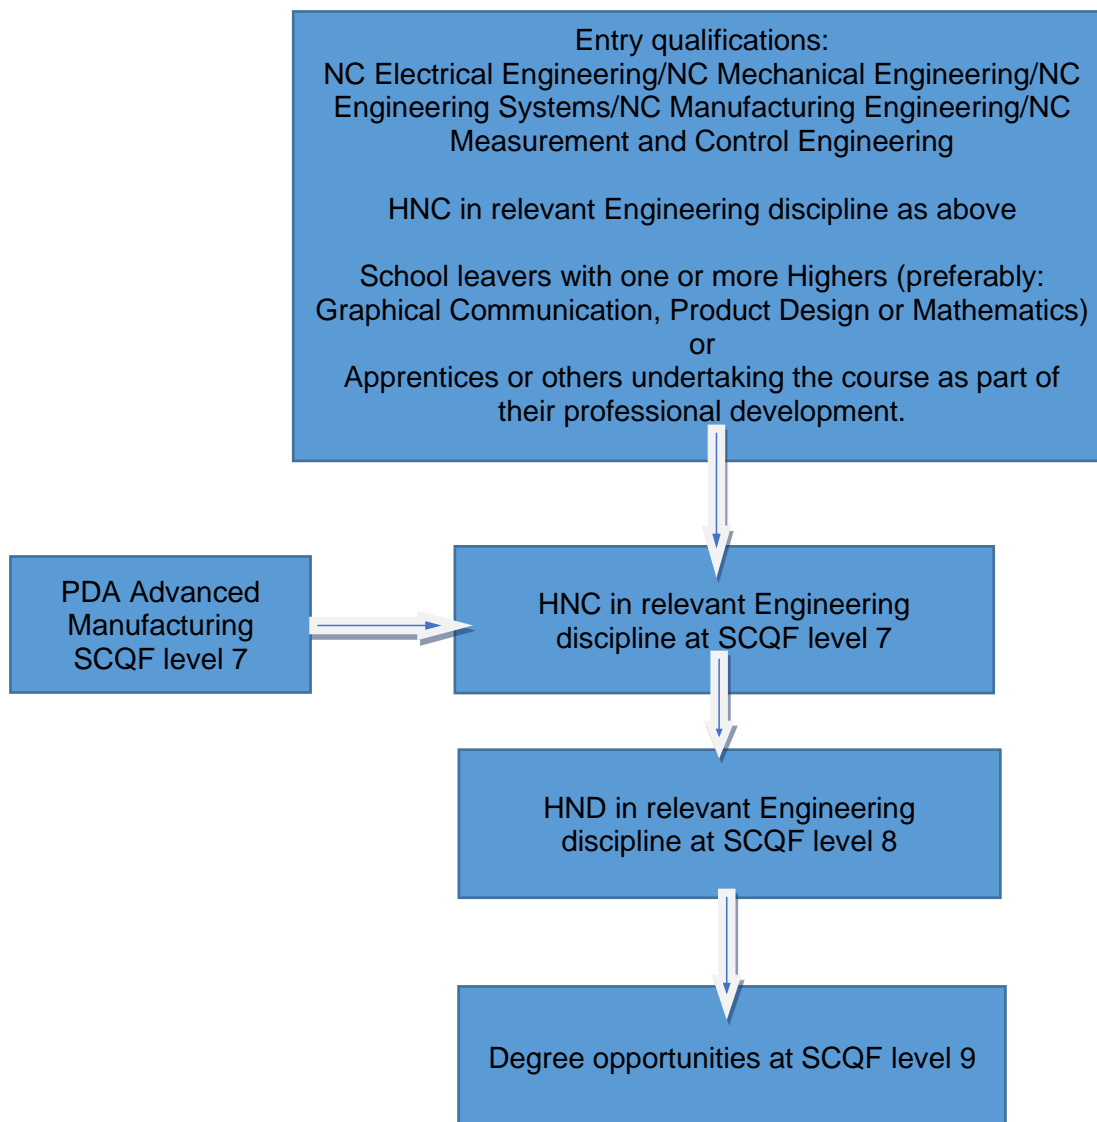 Entry qualifications:
NC Electrical Engineering/NC Mechanical Engineering/NC
Engineering Systems/NC Manufacturing Engineering/NC
Measurement and Control Engineering
HNC in relevant Engineering discipline as above
School leavers with one or more Highers (preferably:
Graphical Communication, Product Design or Mathematics)
or
Apprentices or others undertaking the course as part of
their professional development.
PDA Advanced
Manufacturing
SCQF level 7
HNC in relevant Engineering
discipline at SCQF level 7
HND in relevant Engineering
discipline at SCQF level 8
Degree opportunities at SCQF level 9